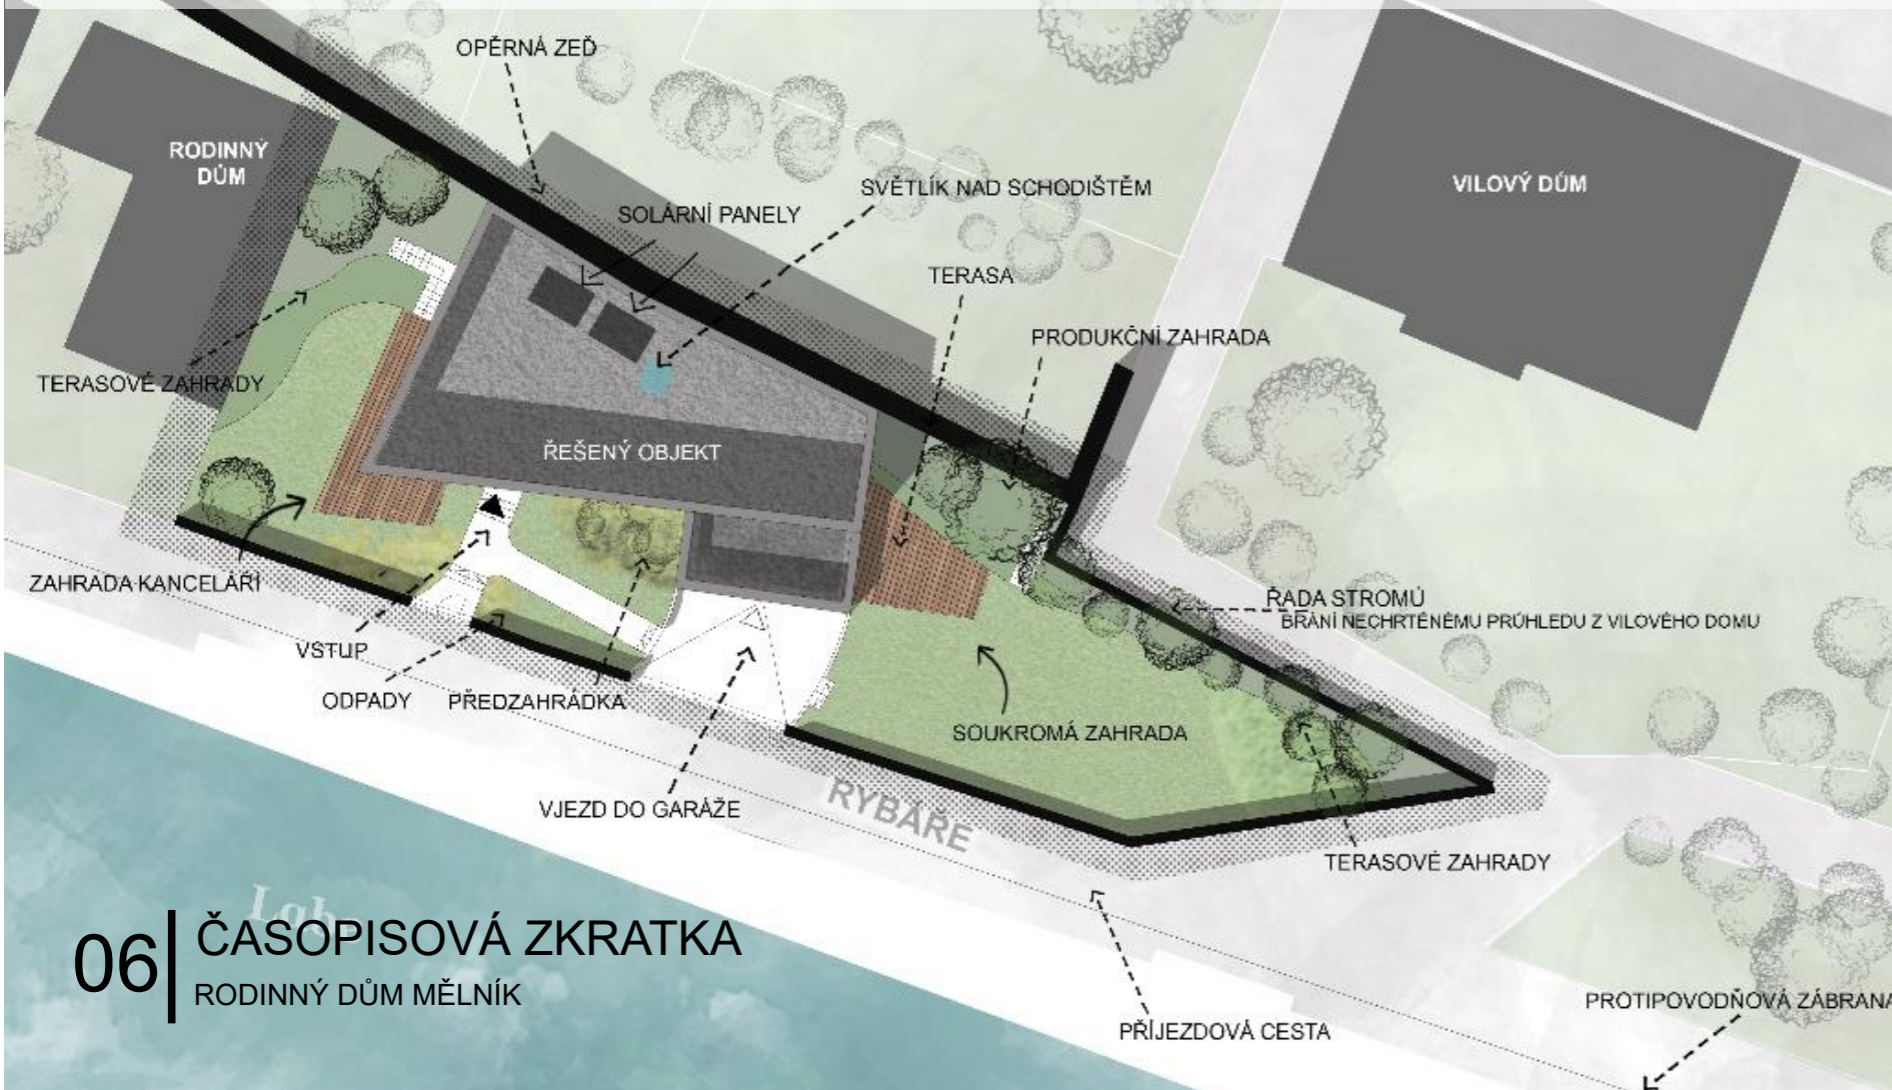 OPĚRNÁ ZEĎ
RODINNÝ
DŮM
SVĚTLÍK NAD SCHODIŠTĚM
VILOVÝ DŮM
SOLÁRNÍ PANELY
TERASA
PRODUKČNÍ ZAHRADA
TERASOVÉ ZAHRADY
ŘEŠENÝ OBJEKT
ZAHRADA KANCELÁŘÍ
ŘADA STROMŮ
BRÁNÍ NECHRTĚNÉMU PRŮHLEDU Z VILOVÉHO DOMU
VSTUP
ODPADY
PŘEDZAHRÁDKA
SOUKROMÁ ZAHRADA
VJEZD DO GARÁŽE
RYBÁŘE
TERASOVÉ ZAHRADY
Labe
06
ČASOPISOVÁ ZKRATKA
RODINNÝ DŮM MĚLNÍK
PROTIPOVODŇOVÁ ZÁBRANA
PŘÍJEZDOVÁ CESTA